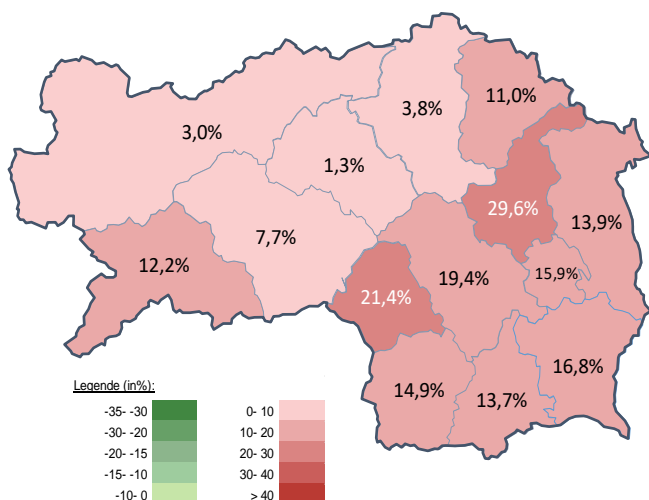 11,0%
3,8%
3,0%
1,3%
29,6%
13,9%
7,7%
12,2%
19,4%
15,9%
21,4%
16,8%
14,9%
13,7%
Legende (in%):
-35- -30 0- 10
-30- -20 10- 20
-20- -15 20- 30
-15- -10 30- 40
-10- 0 > 40